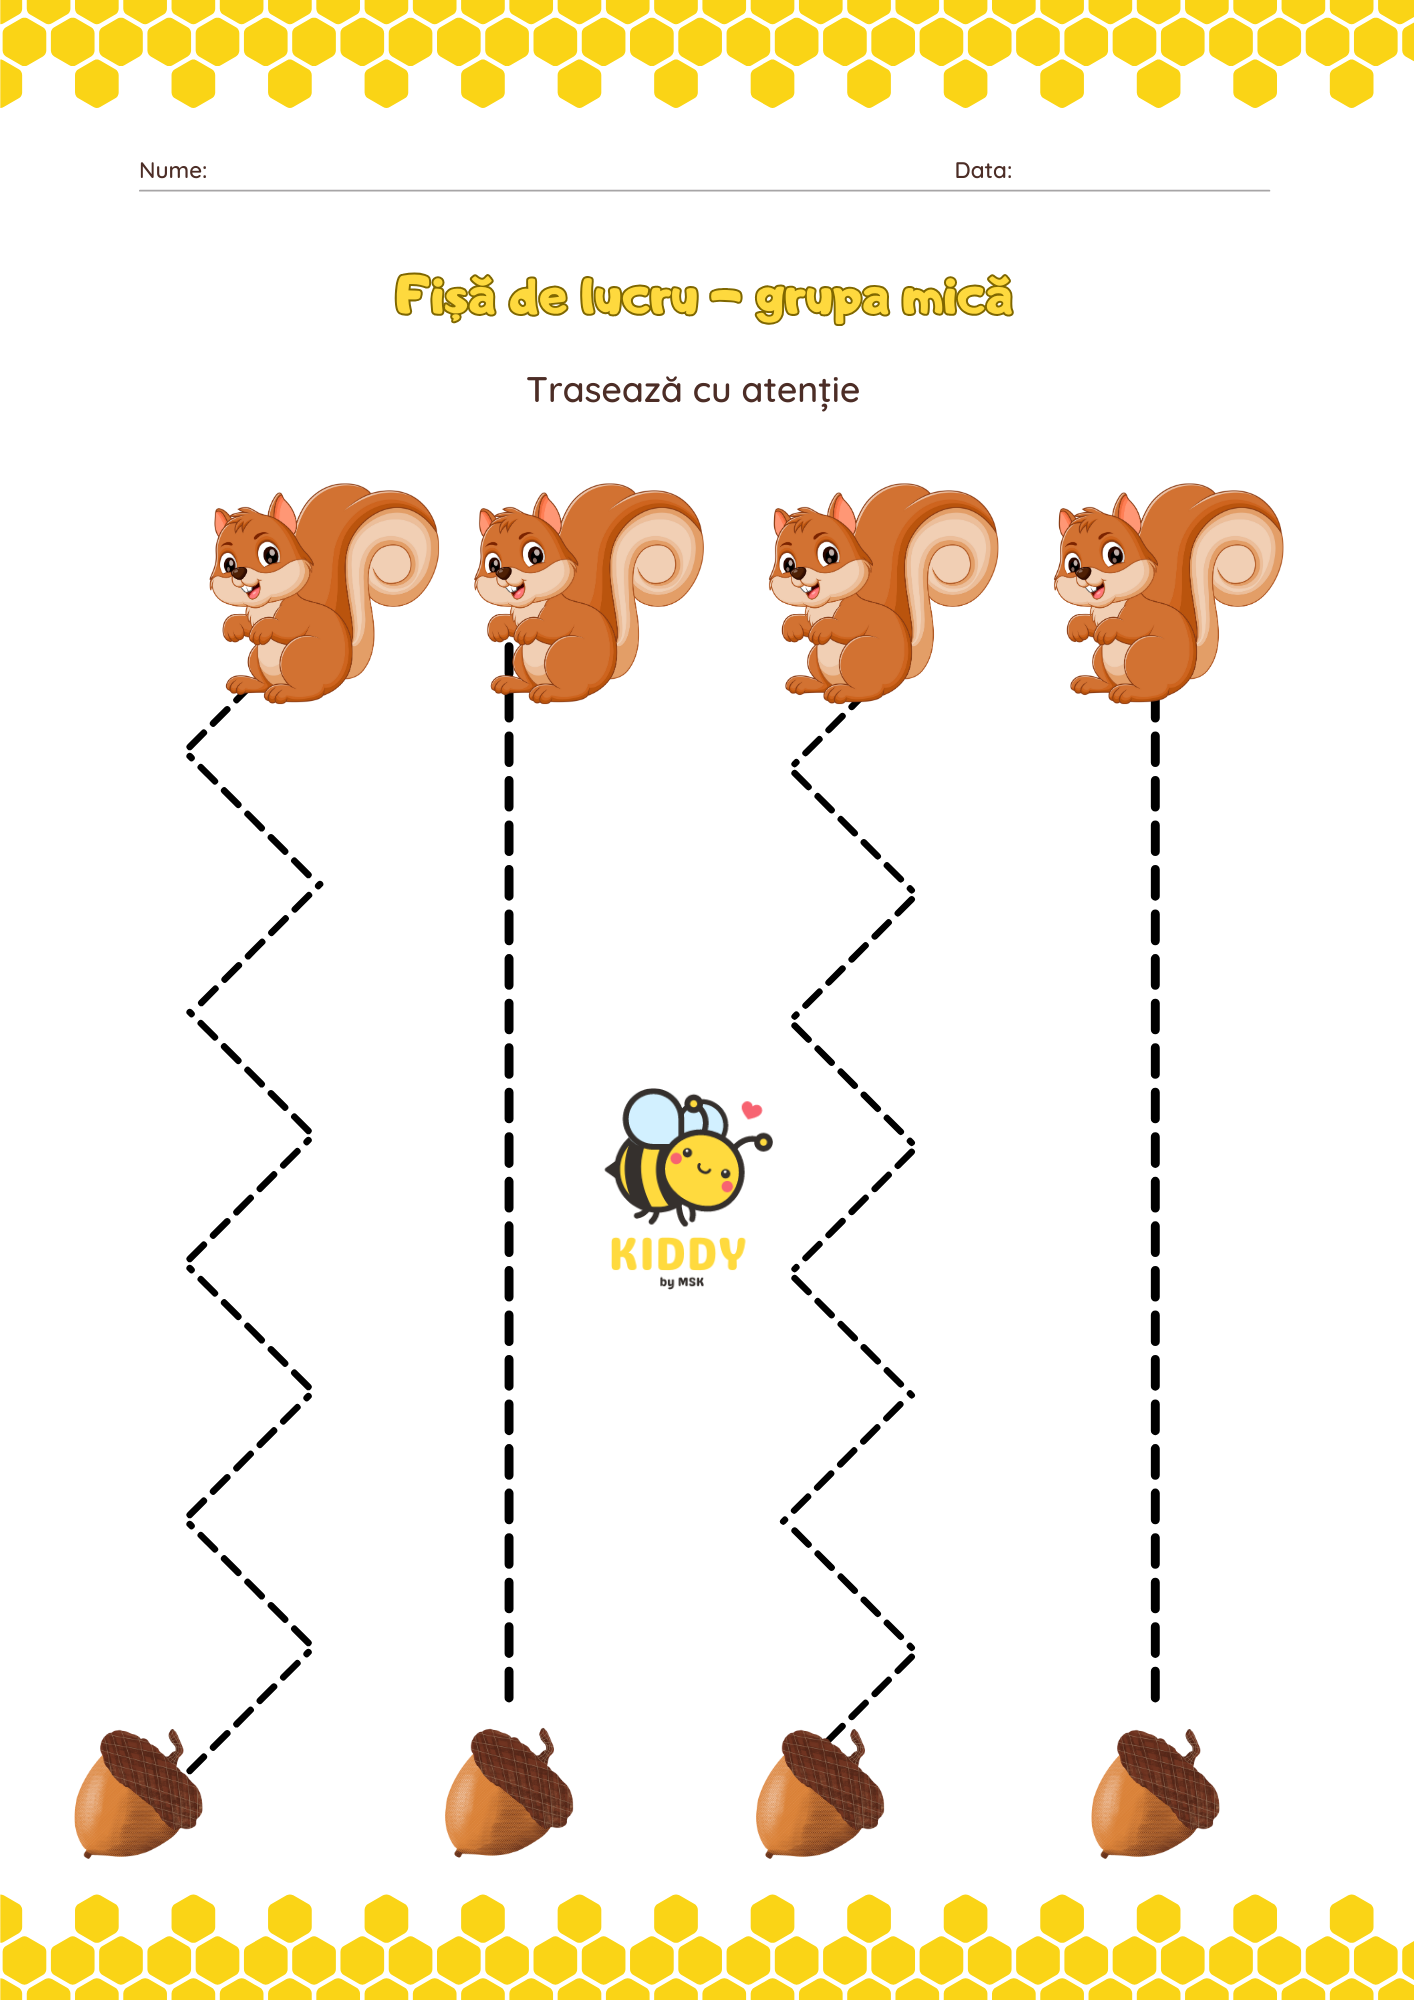 Nume: Data:
Fișă de lucru - grupa mică
Trasează cu atenție
KIDDY
by MSK